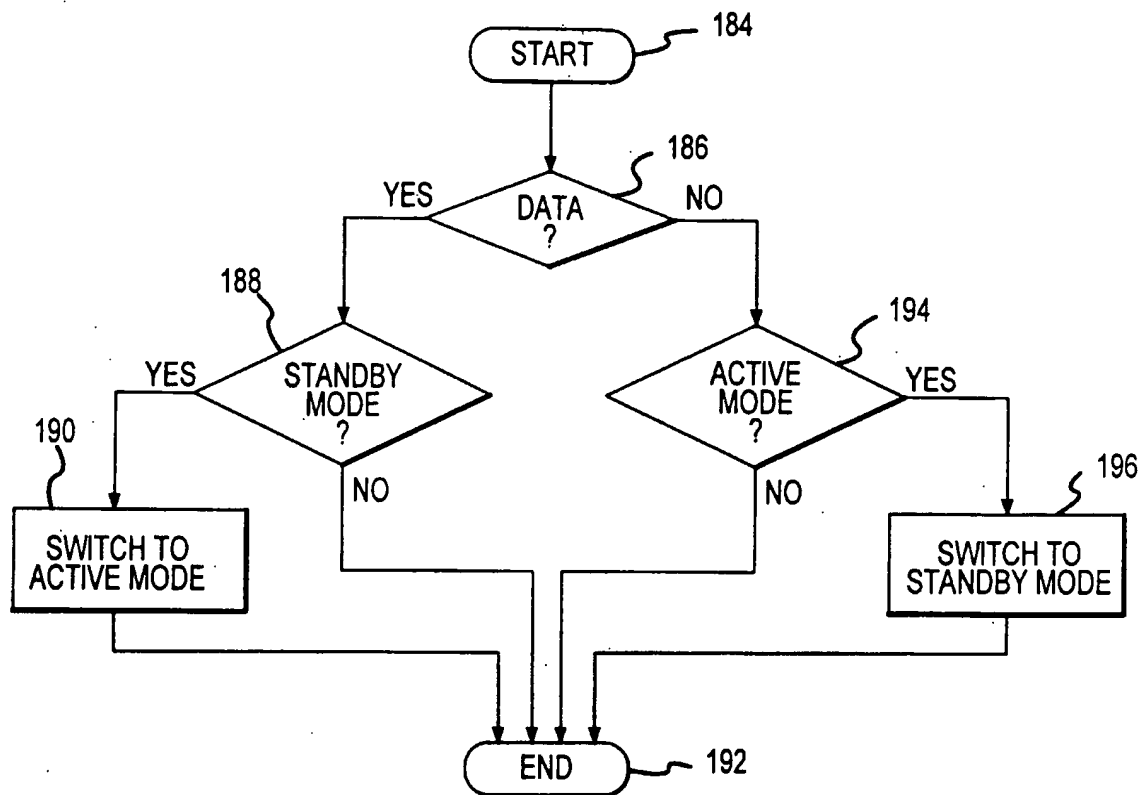 START
184
186
YES
DATA
?
NO
188
194
YES
STANDBY
MODE
?
ACTIVE
MODE
?
YES
190
NO
NO
196
SWITCH TO
ACTIVE MODE
SWITCH TO
STANDBY MODE
END
192